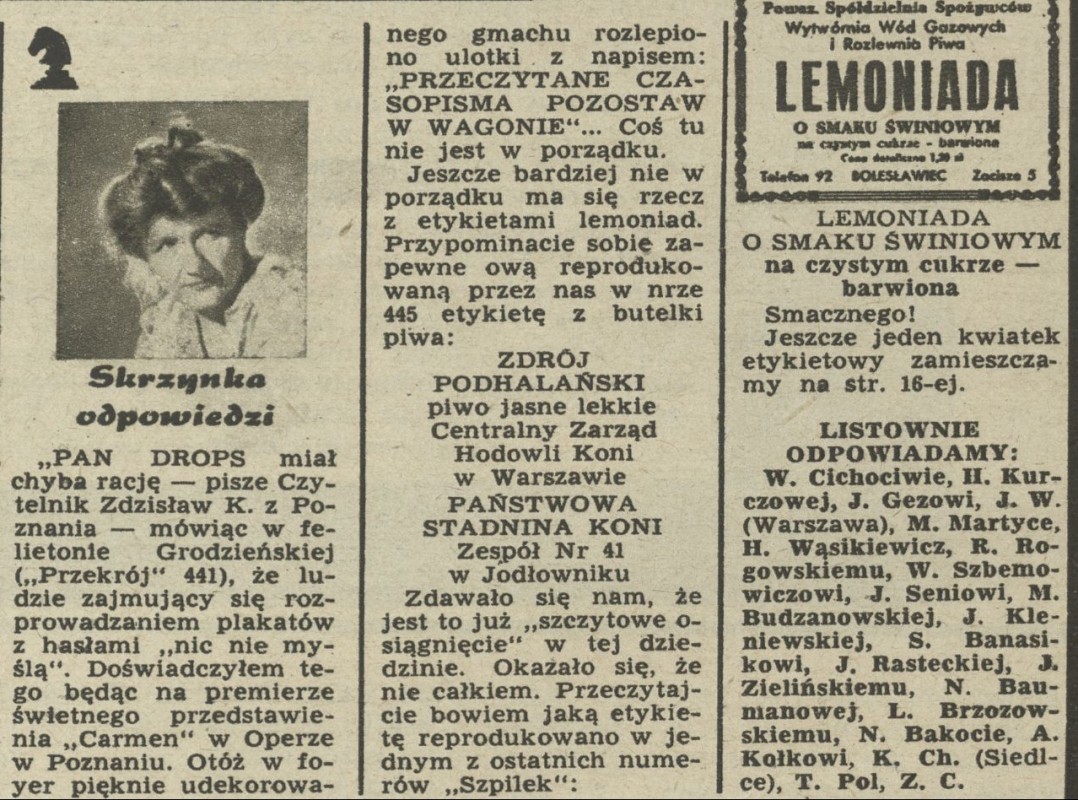 Skrzynka
odpowiedzi
„PAN DROPS miał
chyba rację — pisze Czy-
telnik Zdzisław K. z Po-
znania — mówiąc w fe-
lietonie Grodzieńskiej
(„Przekrój“ 441), że lu-
dzie zajmujący się roz-
prowadzaniem plakatów
z hasłami „nic nie my-
ślą“. Doświadczyłem te-
go będąc na premierze
świetnego przedstawie-
nia „Carmen“ w Operze
w Poznaniu. Otóż w fo-
yer pięknie udekorowa-
nego gmachu rozlepio-
no ulotki z napisem:
„PRZECZYTANE CZA-
SOPISMA POZOSTAW
W WAGONIE“... Coś tu
nie jest w porządku.
Jeszcze bardziej nie w
porządku ma się rzecz
z etykietami lemoniad.
Przypominacie sobie za-
pewne ową reproduko-
waną przez nas w nrze
445 etykietę z butelki
piwa:
ZDRÓJ
PODHALAŃSKI
piwo jasne lekkie
Centralny Zarząd
Hodowli Koni
w Warszawie
PAŃSTWOWA
STADNINA KONI
Zespół Nr 41
w Jodłowniku
Zdawało się nam, że
jest to już „szczytowe o-
siągnięcie“ w tej dzie-
dzinie. Okazało się, że
nie całkiem. Przeczytaj-
cie bowiem jaką etykie-
tę reprodukowano w je-
dnym z ostatnich nume-
rów „Szpilek“:
Powsz. Spółdzielnia Spożywców
Wytwórnia Wód Gazowych
i Rozlewnia Piwa
LEMONIADA
O SMAKU ŚWINIOWYM
na czystym cukrze - barwiona
Cena detaliczna 1,20 zł
Telefon 92 BOLESŁAWIEC Zacisze 5
LEMONIADA
O SMAKU ŚWINIOWYM
na czystym cukrze —
barwiona
Smacznego!
Jeszcze jeden kwiatek
etykietowy zamieszcza-
my na str. 16-ej.
LISTOWNIE
ODPOWIADAMY:
W. Cichociwie, H. Kur-
czowej, J. Gezowi, J. W.
(Warszawa), M. Martyce,
H. Wąsikiewicz, R. Ro-
gowskiemu, W. Szbemo-
wiczowi, J. Seniowi, M.
Budzanowskiej, J. Kle-
niewskiej, S. Banasi-
kowi, J. Rasteckiej, J.
Zielińskiemu, N. Bau-
manowej, L. Brzozow-
skiemu, N. Bakocie, A.
Kołkowi, K. Ch. (Siedl-
ce), T. Pol, Z. C.